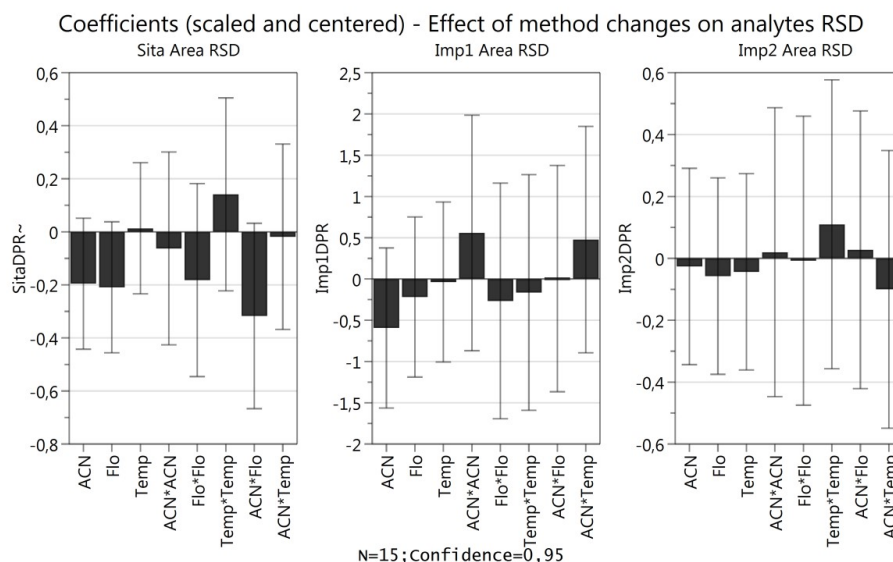 Coefficients (scaled and centered) - Effect of method changes on analytes RSD
Sita Area RSD
SitaDPR~
0,6
0,4
0,2
0
-0,2
-0,4
-0,6
-0,8
ACN
Flo
Temp
ACN*ACN
Flo*Flo
Temp*Temp
ACN*Flo
ACN*Temp
Imp1 Area RSD
Imp1DPR
2,5
2
1,5
1
0,5
0
-0,5
-1
-1,5
-2
ACN
Flo
Temp
ACN*ACN
Flo*Flo
Temp*Temp
ACN*Flo
ACN*Temp
Imp2 Area RSD
Imp2DPR
0,6
0,4
0,2
0
-0,2
-0,4
-0,6
ACN
Flo
Temp
ACN*ACN
Flo*Flo
Temp*Temp
ACN*Flo
ACN*Temp
N=15;Confidence=0,95